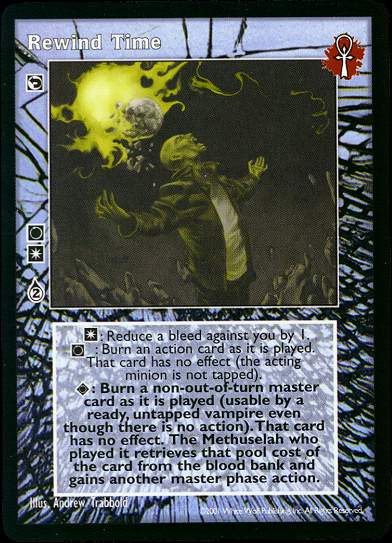 Rewind Time
2
: Reduce a bleed against you by 1.
: Burn an action card as it is played.
That card has no effect (the acting
minion is not tapped).
: Burn a non-out-of-turn master
card as it is played (usable by a
ready, untapped vampire even
though there is no action). That card
has no effect. The Methuselah who
played it retrieves that pool cost of
the card from the blood bank and
gains another master phase action.
Illus. Andrew Trabbold
White Wolf Publishing, Inc. All Rights Reserved.